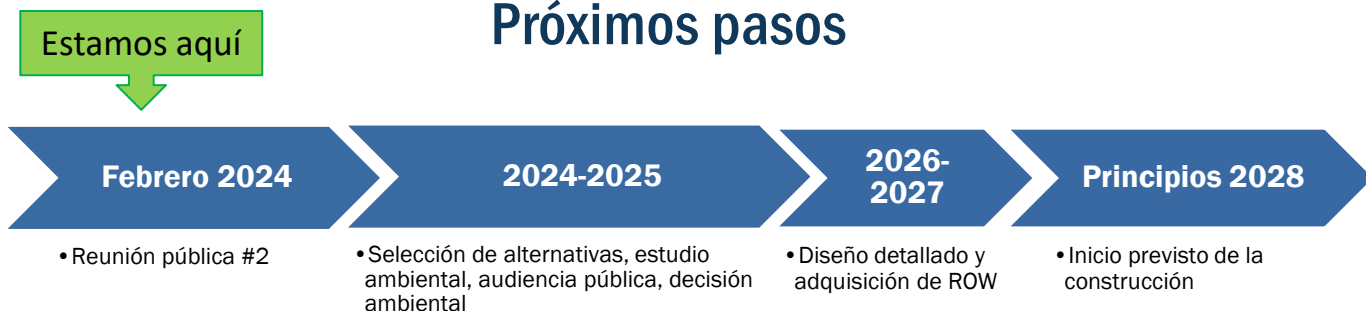 Próximos pasos
Estamos aquí
Febrero 2024
2024-2025
2026-
2027
Principios 2028
•Reunión pública #2
•Selección de alternativas, estudio
ambiental, audiencia pública, decisión
ambiental
•Diseño detallado y
adquisición de ROW
•Inicio previsto de la
construcción